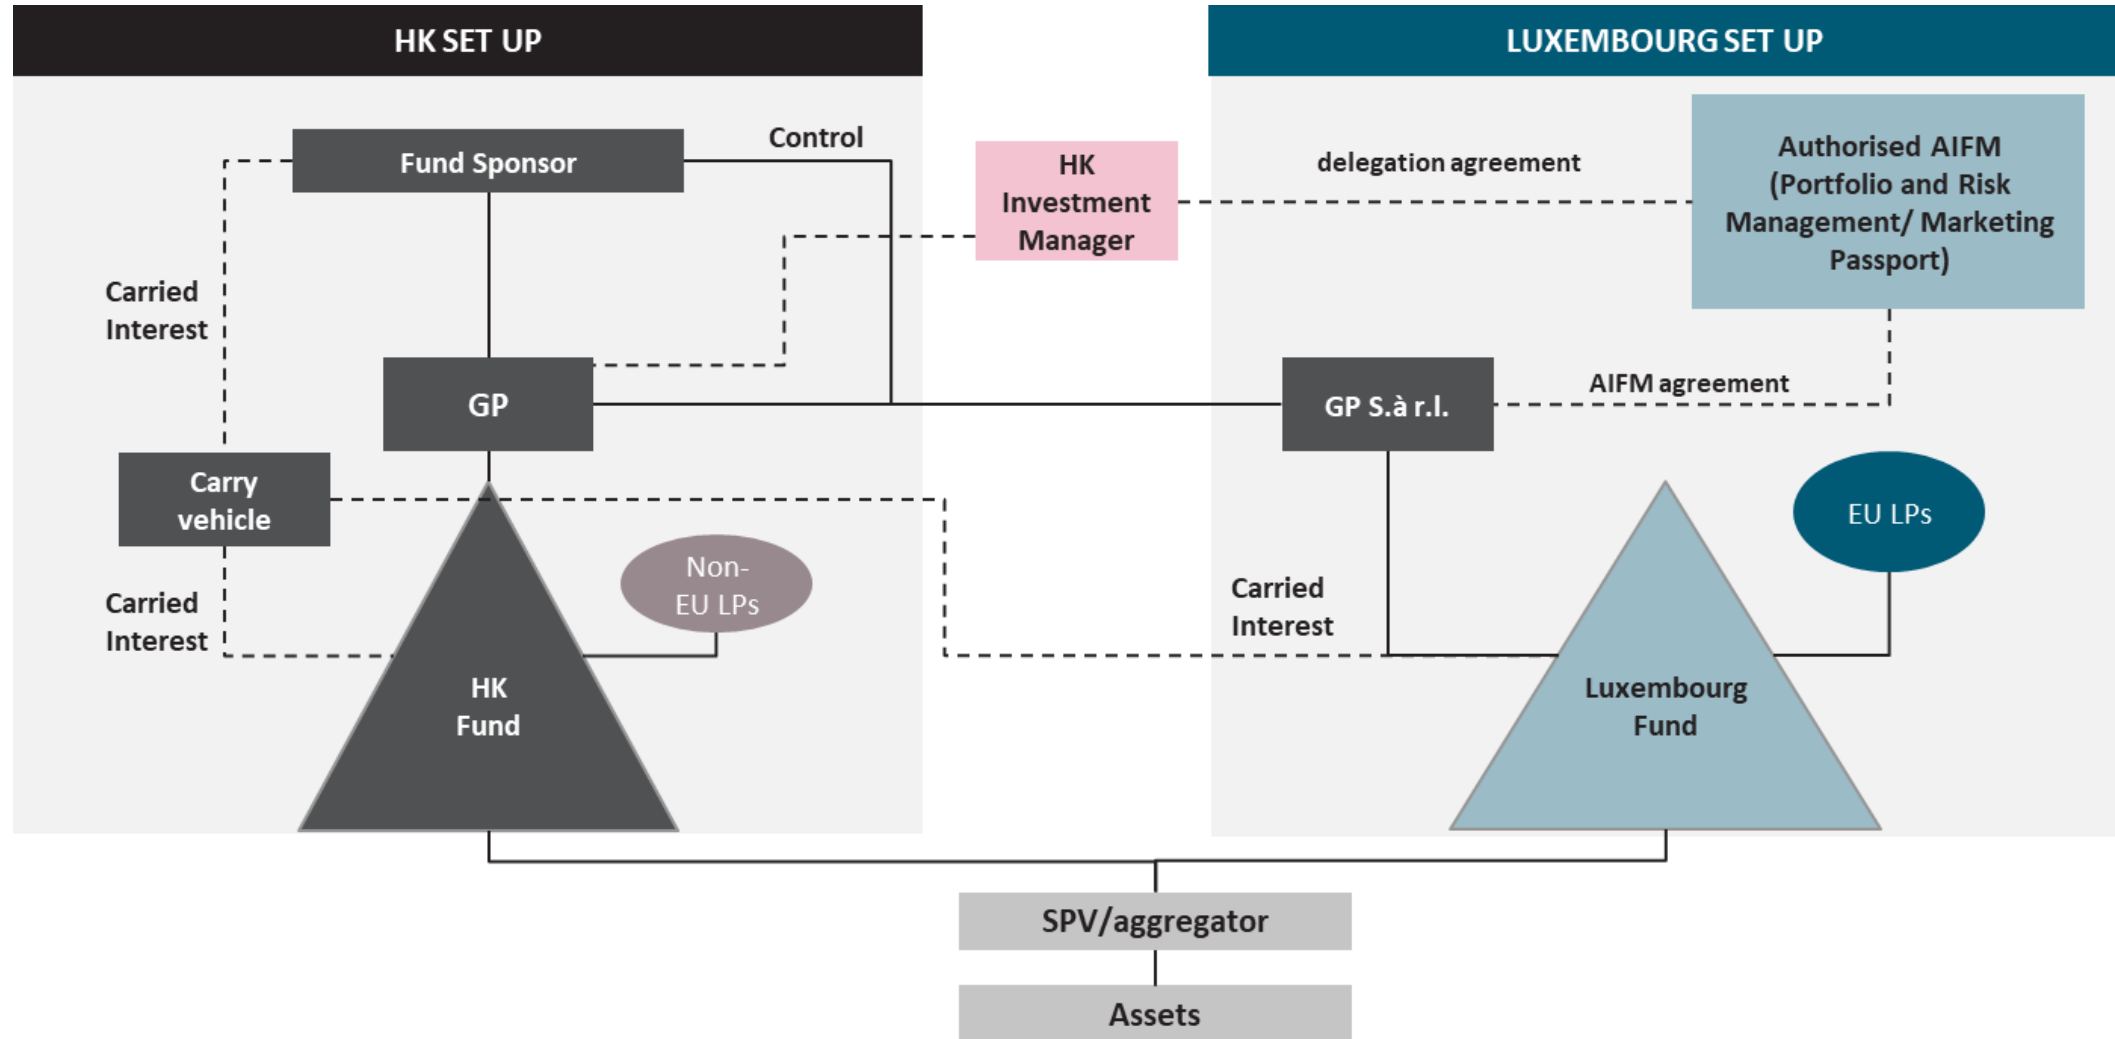 HK SET UP
LUXEMBOURG SET UP
Fund Sponsor
Control
HK
Investment
Manager
delegation agreement
Authorised AIFM
(Portfolio and Risk
Management/ Marketing
Passport)
Carried
Interest
GP
GP S.à r.l.
AIFM agreement
Carry
vehicle
EU LPs
Non-
EU LPs
Carried
Interest
Carried
Interest
HK
Fund
Luxembourg
Fund
SPV/aggregator
Assets